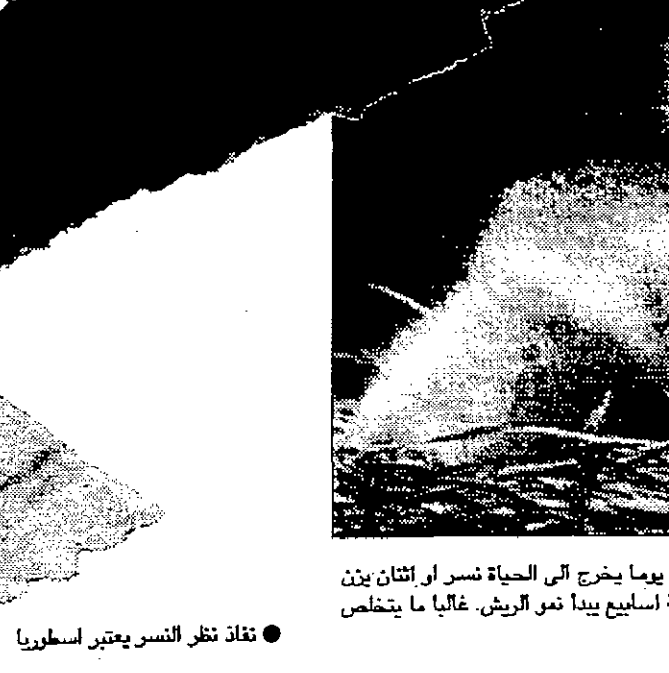 يوما يخرج الى الحياة نسر أو اثنان يزن
اسابيع يبدأ نمو الريش. غالبا ما يتخلص
● نفاذ نظر النسر يعتبر اسطوريا